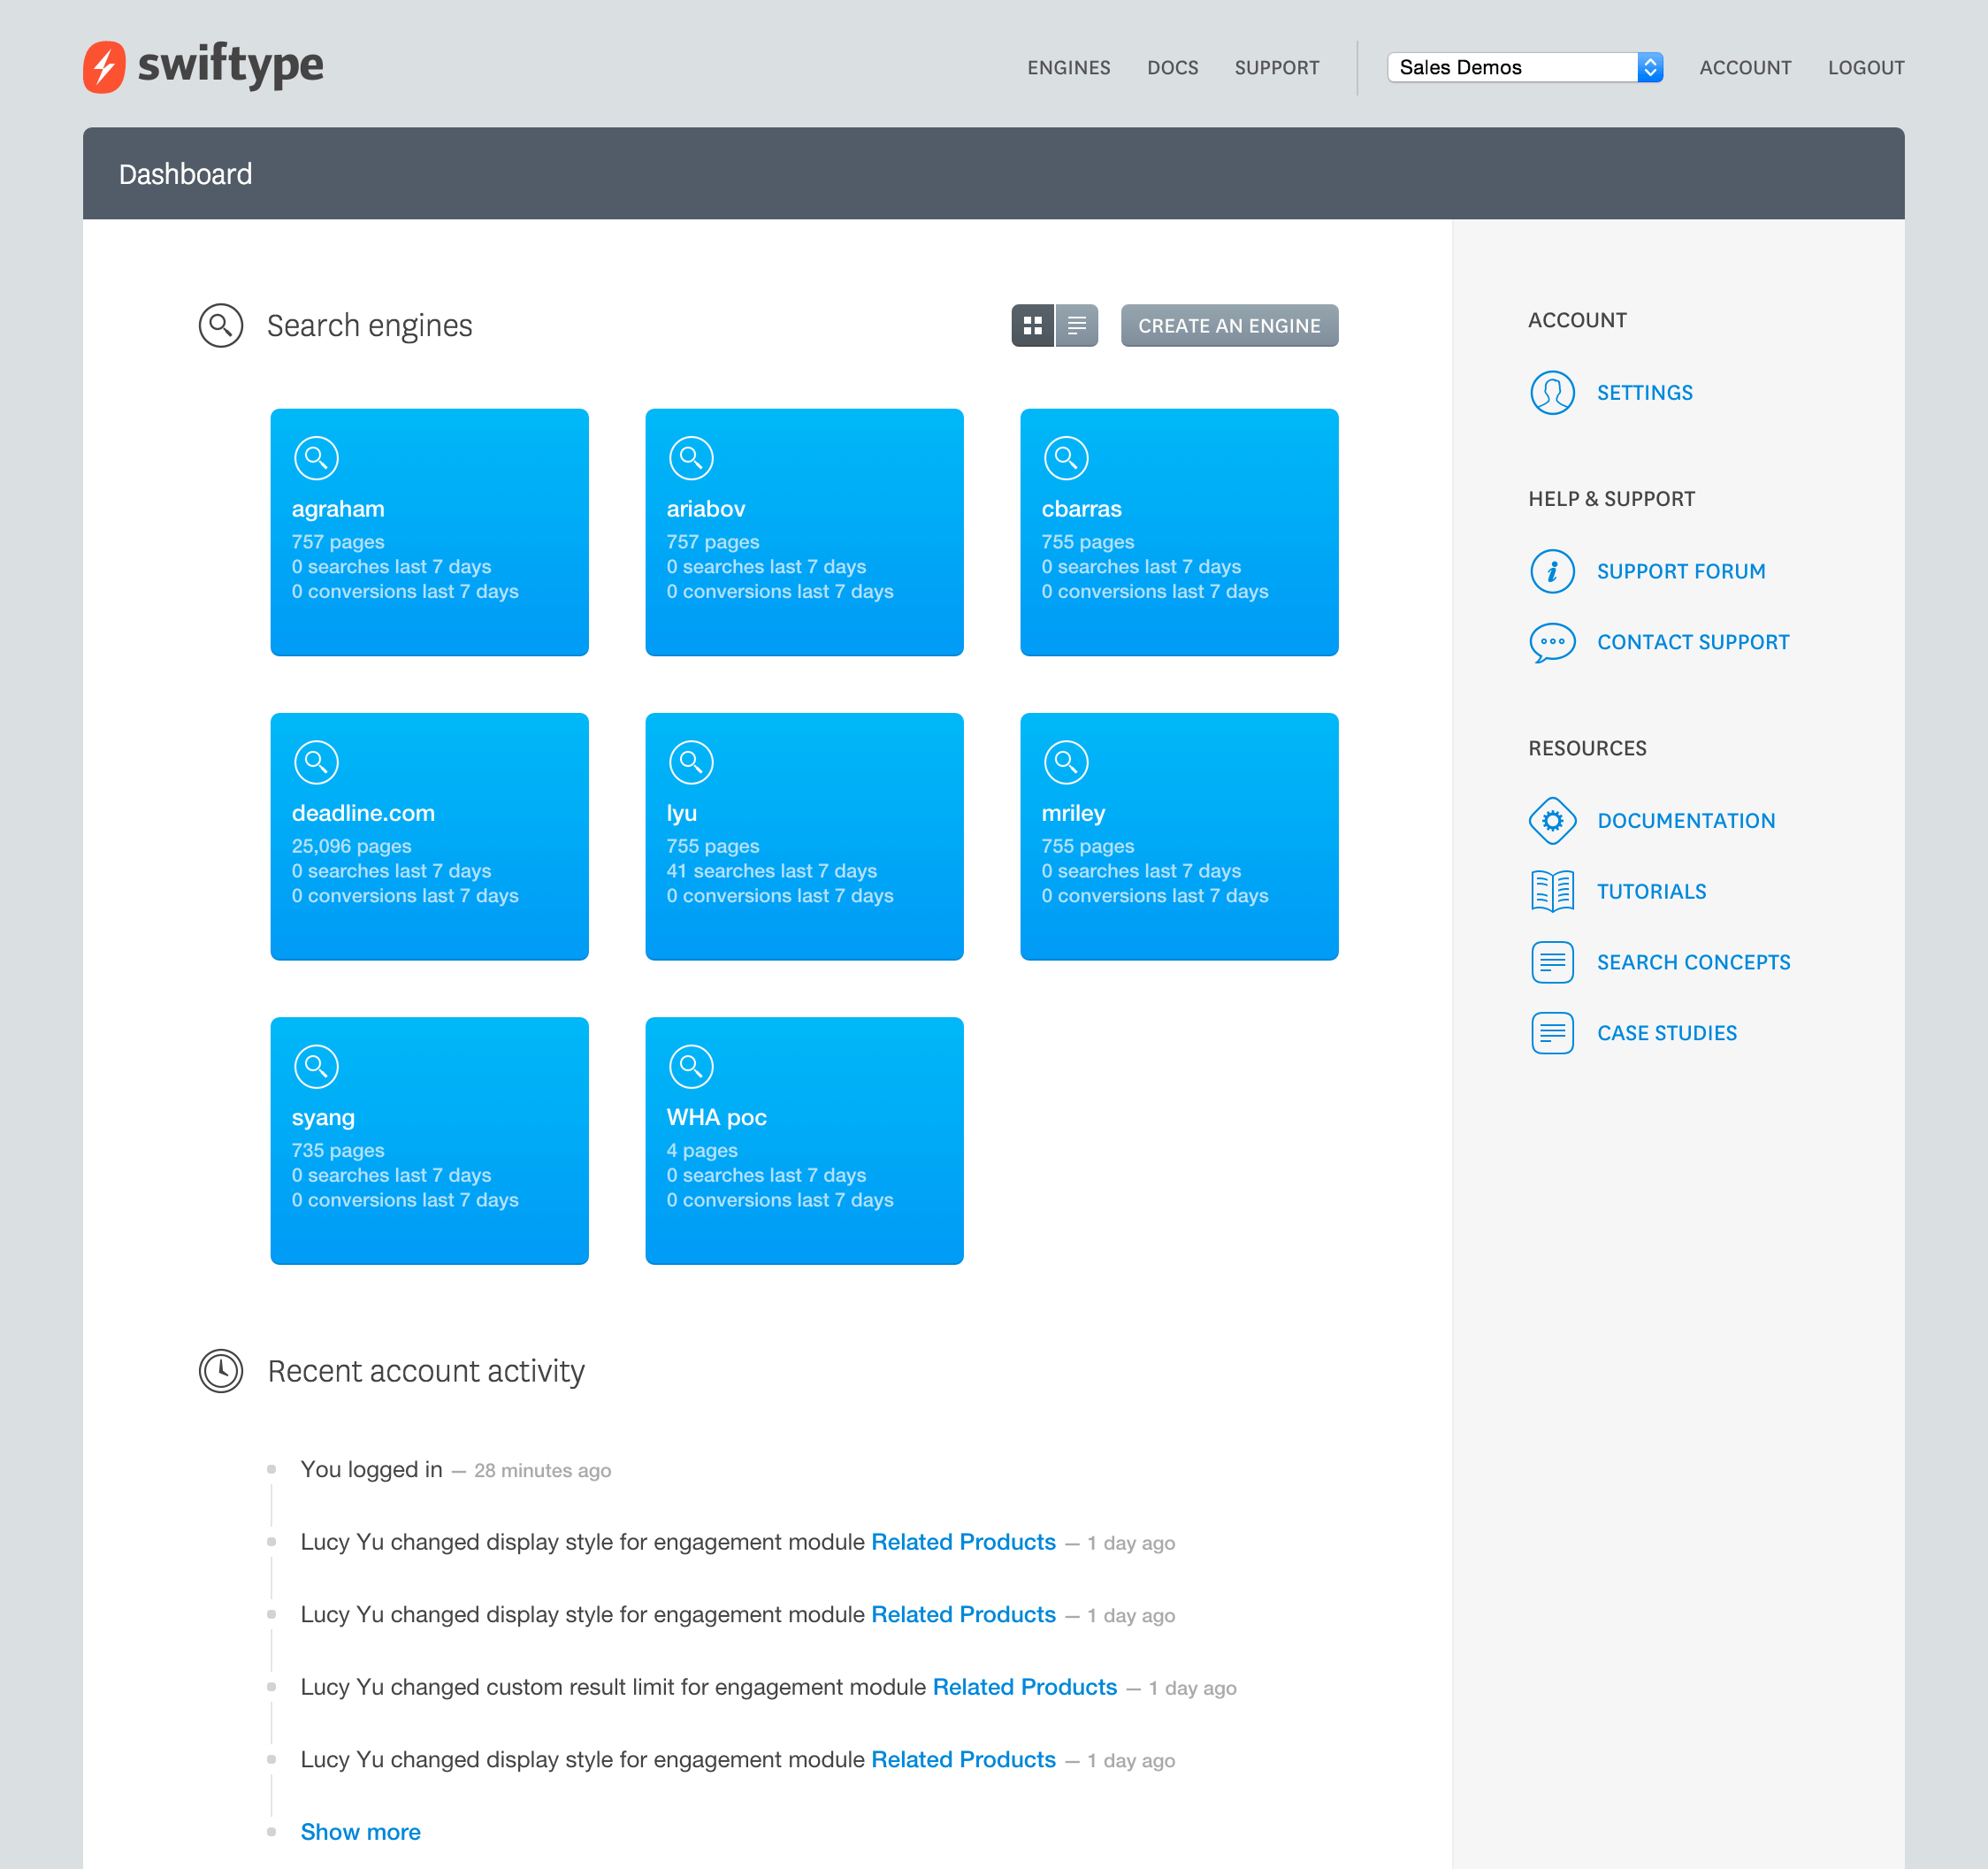 swiftype
ENGINES DOCS SUPPORT Sales Demos ACCOUNT LOGOUT
Dashboard
Search engines
CREATE AN ENGINE
agraham
757 pages
0 searches last 7 days
0 conversions last 7 days
ariabov
757 pages
0 searches last 7 days
0 conversions last 7 days
cbarras
755 pages
0 searches last 7 days
0 conversions last 7 days
deadline.com
25,096 pages
0 searches last 7 days
0 conversions last 7 days
lyu
755 pages
41 searches last 7 days
0 conversions last 7 days
mriley
755 pages
0 searches last 7 days
0 conversions last 7 days
syang
735 pages
0 searches last 7 days
0 conversions last 7 days
WHA poc
4 pages
0 searches last 7 days
0 conversions last 7 days
Recent account activity
You logged in — 28 minutes ago
Lucy Yu changed display style for engagement module Related Products — 1 day ago
Lucy Yu changed display style for engagement module Related Products — 1 day ago
Lucy Yu changed custom result limit for engagement module Related Products — 1 day ago
Lucy Yu changed display style for engagement module Related Products — 1 day ago
Show more
ACCOUNT
SETTINGS
HELP & SUPPORT
SUPPORT FORUM
CONTACT SUPPORT
RESOURCES
DOCUMENTATION
TUTORIALS
SEARCH CONCEPTS
CASE STUDIES